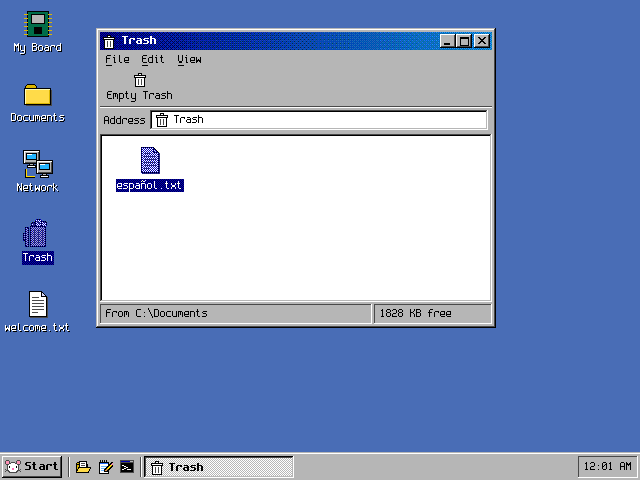 My Board
Documents
Network
Trash
welcome.txt
Trash
File Edit View
Empty Trash
Address Trash
español.txt
From C:\Documents 1828 KB free
Start Trash 12:01 AM